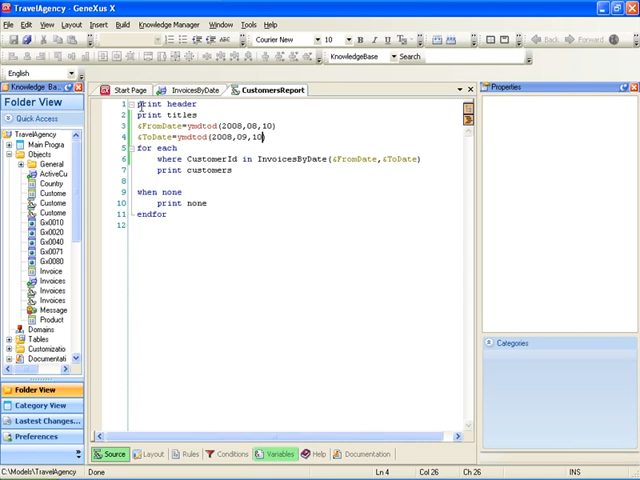 TravelAgency - GeneXus X
File Edit View Layout Insert Build Knowledge Manager Window Tools Help
Courier New 10 B I U
KnowledgeBase Search Back Forward
English
Knowledge Ba..
Folder View
Quick Access
TravelAgency
Main Progra
Objects
General
ActiveCu
Country
Custome
Custome
Custome
Gx0010
Gx0020
Gx0040
Gx0071
Gx0080
Invoice
Invoices
Invoices
Invoices
Message
Product
Domains
Tables
Customizatio
Documentati
Folder View
Category View
Lastest Changes...
Preferences
Start Page InvoicesByDate CustomersReport
1 print header
2 print titles
3 &FromDate=ymdtod(2008,08,10)
4 &ToDate=ymdtod(2008,09,10)
5 for each
6 where CustomerId in InvoicesByDate(&FromDate,&ToDate)
7 print customers
8
9 when none
10 print none
11 endfor
12
Source Layout Rules Conditions Variables Help Documentation
Properties
Categories
C:\Models\TravelAgency Done Ln 4 Col 26 Ch 26 INS